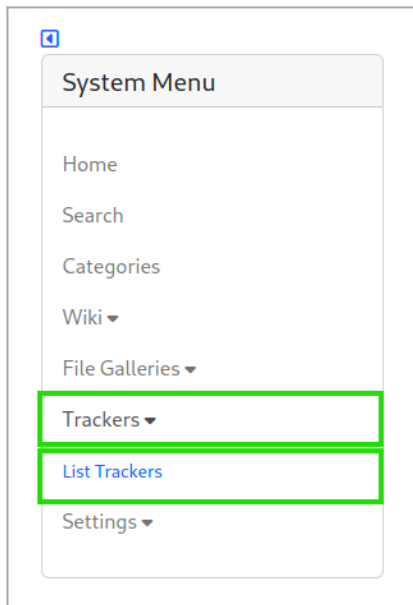 System Menu
Home
Search
Categories
Wiki
File Galleries
Trackers
List Trackers
Settings